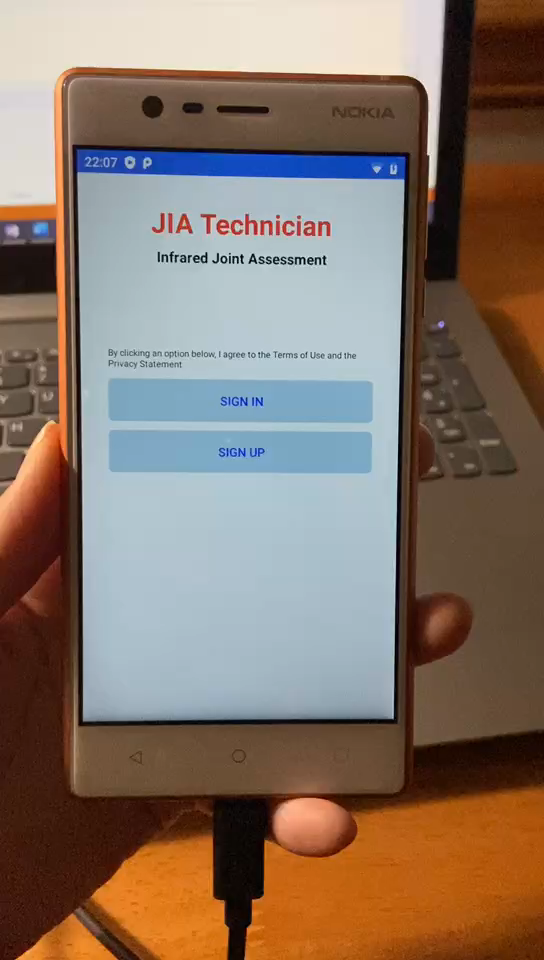 NOKIA
22:07
JIA Technician
Infrared Joint Assessment
By clicking an option below, I agree to the Terms of Use and the
Privacy Statement
SIGN IN
SIGN UP
Y
U
H